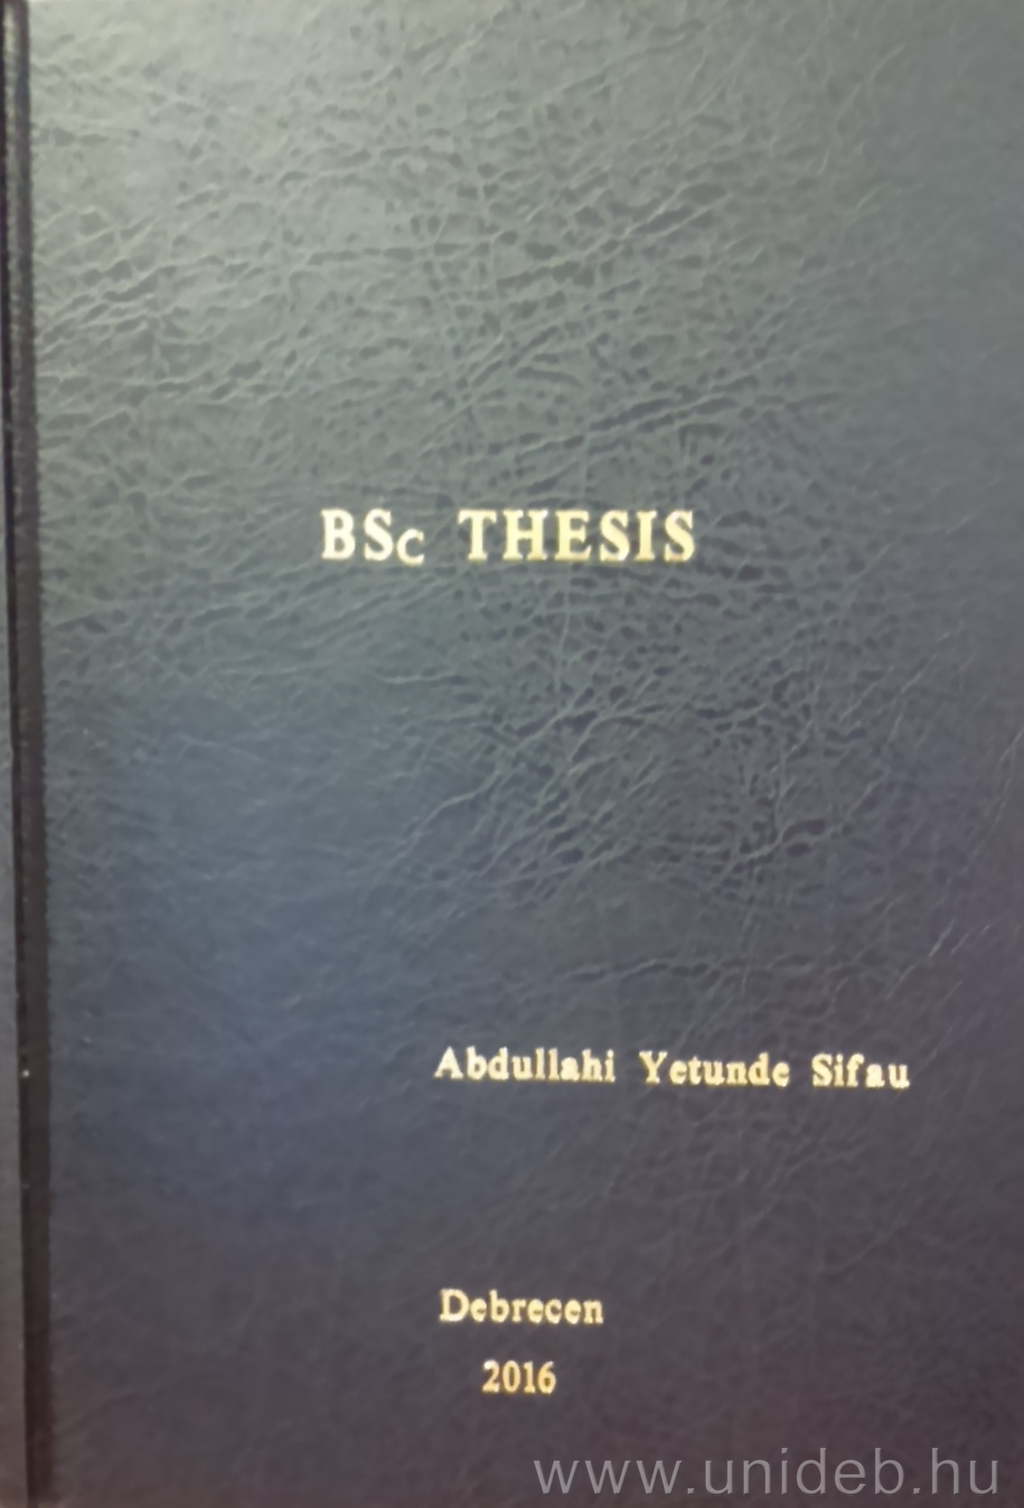 BSc THESIS
Abdullahi Yetunde Sifau
Debrecen
2016
www.unideb.hu